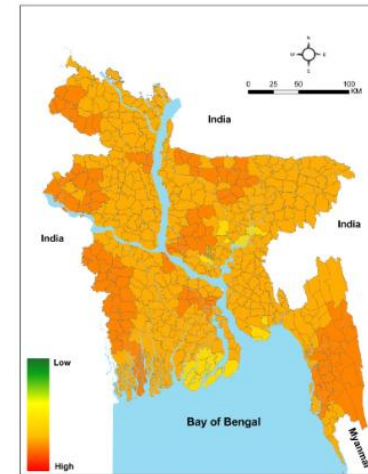 N
W E
S
0 25 50 100
KM
India
India
India
Low
High
Bay of Bengal
Myanmar